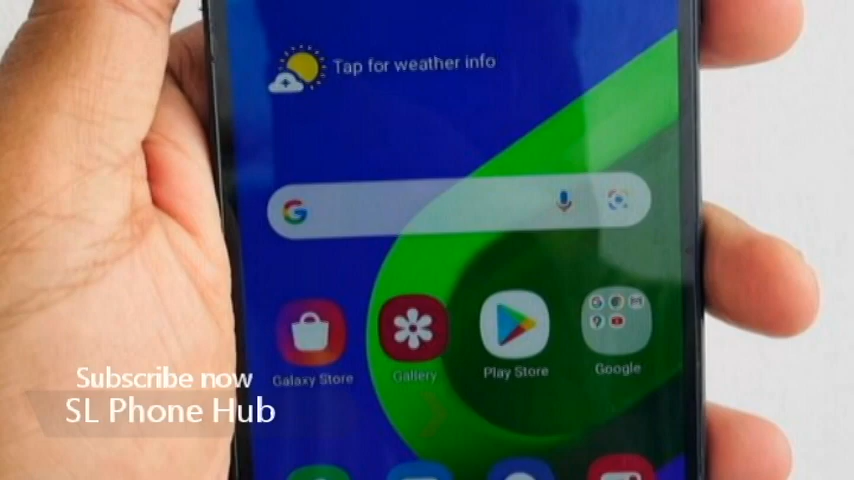 Tap for weather info
Galaxy Store
Gallery
Play Store
Google
Subscribe now
SL Phone Hub